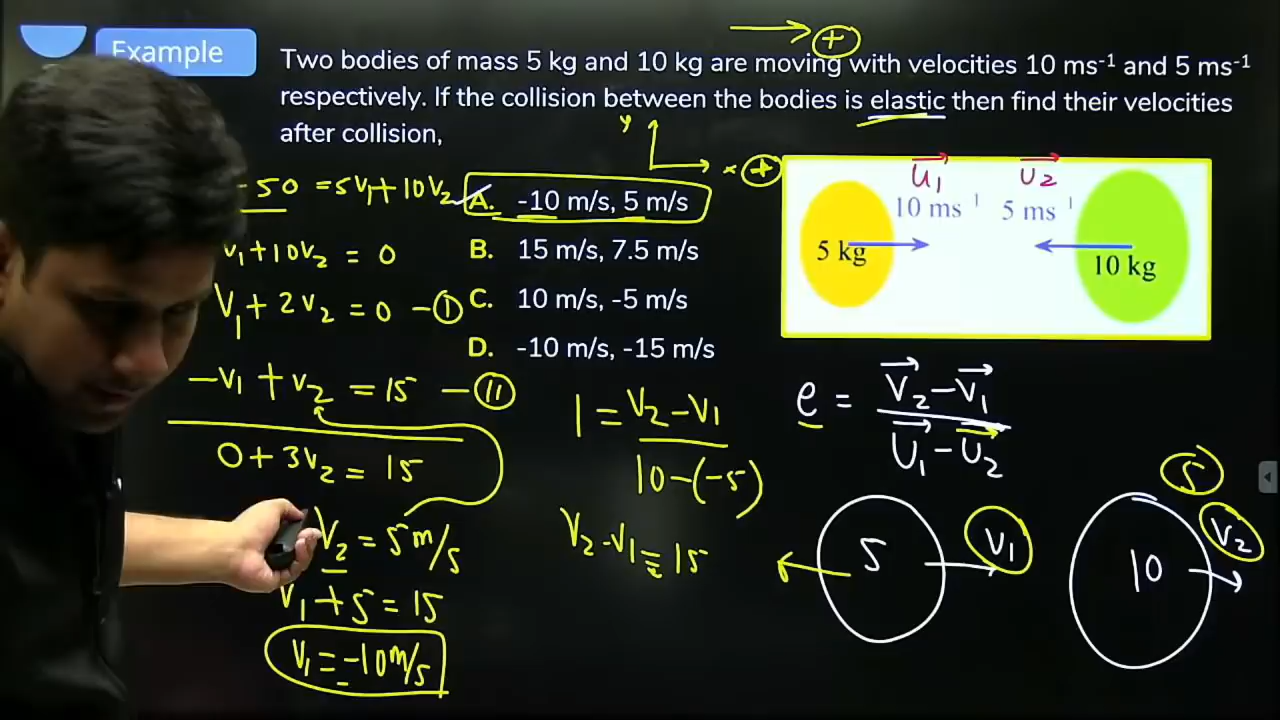 Example
Two bodies of mass 5 kg and 10 kg are moving with velocities 10 ms⁻¹ and 5 ms⁻¹
respectively. If the collision between the bodies is elastic then find their velocities
after collision,
→ +
y
x +
-50 = 5V₁+10V₂
V₁+10V₂ = 0
V₁+2V₂ = 0 —Ⓘ
-V₁+V₂ = 15 —(II)
0+3V₂ = 15
V₂ = 5m/s
V₁+5 = 15
V₁ = -10m/s
A. -10 m/s, 5 m/s
B. 15 m/s, 7.5 m/s
C. 10 m/s, -5 m/s
D. -10 m/s, -15 m/s
U₁ U₂
10 ms⁻¹ 5 ms⁻¹
5 kg
10 kg
1 = V₂-V₁
10-(-5)
V₂-V₁ = 15
e = V₂-V₁
U₁-U₂
5 V₁
5
10 V₂